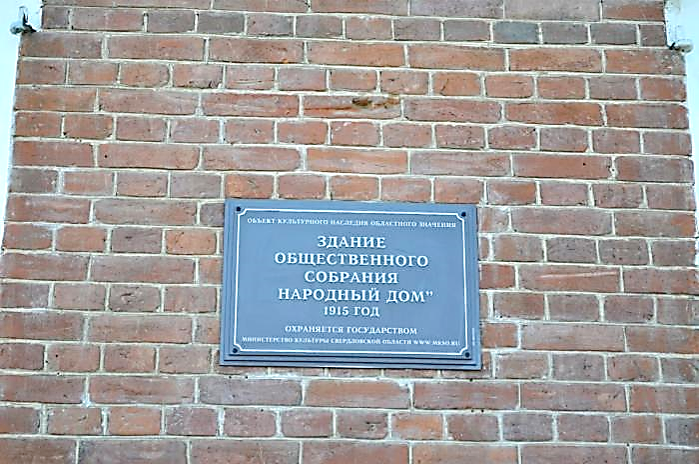 ОБЪЕКТ КУЛЬТУРНОГО НАСЛЕДИЯ ОБЛАСТНОГО ЗНАЧЕНИЯ
ЗДАНИЕ
ОБЩЕСТВЕННОГО
СОБРАНИЯ
НАРОДНЫЙ ДОМ"
1915 ГОД
ОХРАНЯЕТСЯ ГОСУДАРСТВОМ
МИНИСТЕРСТВО КУЛЬТУРЫ СВЕРДЛОВСКОЙ ОБЛАСТИ WWW.MKSO.RU